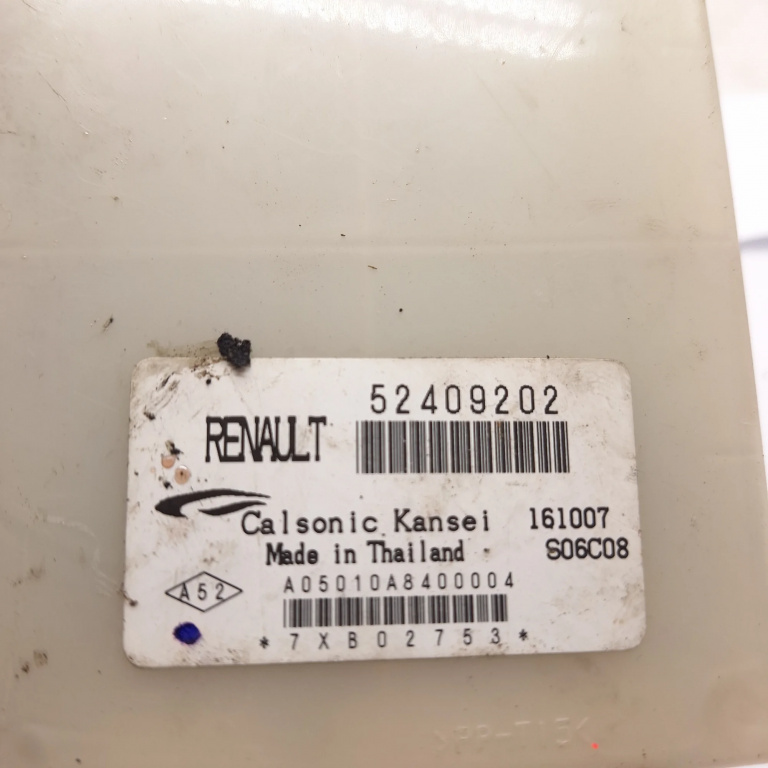 52409202
RENAULT
Calsonic Kansei 161007
Made in Thailand S06C08
A52 A05010A8400004
*7XB02753*